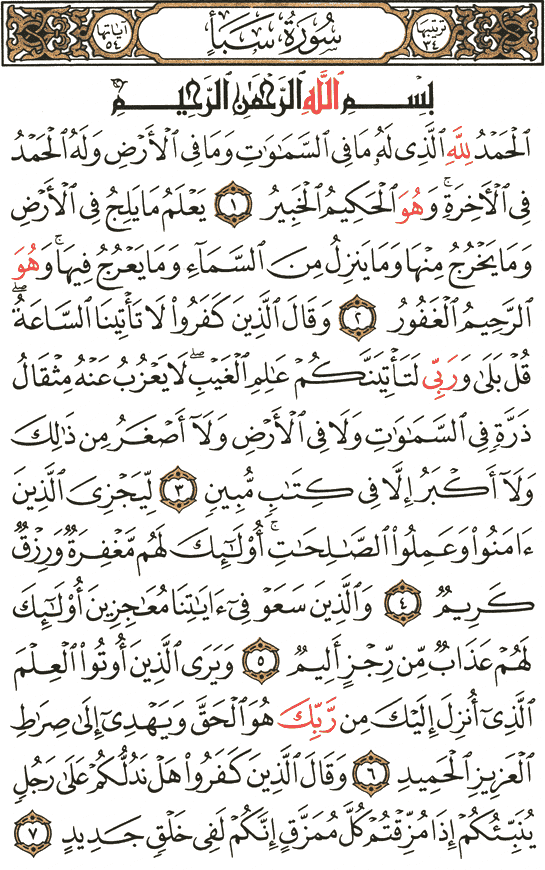 ترتيبها ٣٤ سُورَةُ سَبَأ آياتها ٥٤
بِسْمِ ٱللَّهِ ٱلرَّحْمَٰنِ ٱلرَّحِيمِ
ٱلْحَمْدُ لِلَّهِ ٱلَّذِى لَهُۥ مَا فِى ٱلسَّمَٰوَٰتِ وَمَا فِى ٱلْأَرْضِ وَلَهُ ٱلْحَمْدُ
فِى ٱلْأَخِرَةِ ۚ وَهُوَ ٱلْحَكِيمُ ٱلْخَبِيرُ ١ يَعْلَمُ مَا يَلِجُ فِى ٱلْأَرْضِ
وَمَا يَخْرُجُ مِنْهَا وَمَا يَنزِلُ مِنَ ٱلسَّمَآءِ وَمَا يَعْرُجُ فِيهَا ۚ وَهُوَ
ٱلرَّحِيمُ ٱلْغَفُورُ ٢ وَقَالَ ٱلَّذِينَ كَفَرُوا۟ لَا تَأْتِينَا ٱلسَّاعَةُ ۖ
قُلْ بَلَىٰ وَرَبِّى لَتَأْتِيَنَّكُمْ عَٰلِمِ ٱلْغَيْبِ ۖ لَا يَعْزُبُ عَنْهُ مِثْقَالُ
ذَرَّةٍ فِى ٱلسَّمَٰوَٰتِ وَلَا فِى ٱلْأَرْضِ وَلَآ أَصْغَرُ مِن ذَٰلِكَ
وَلَآ أَكْبَرُ إِلَّا فِى كِتَٰبٍ مُّبِينٍ ٣ لِّيَجْزِىَ ٱلَّذِينَ
ءَامَنُوا۟ وَعَمِلُوا۟ ٱلصَّٰلِحَٰتِ ۚ أُو۟لَٰٓئِكَ لَهُم مَّغْفِرَةٌ وَرِزْقٌ
كَرِيمٌ ٤ وَٱلَّذِينَ سَعَوْ فِىٓ ءَايَٰتِنَا مُعَٰجِزِينَ أُو۟لَٰٓئِكَ
لَهُمْ عَذَابٌ مِّن رِّجْزٍ أَلِيمٌ ٥ وَيَرَى ٱلَّذِينَ أُوتُوا۟ ٱلْعِلْمَ
ٱلَّذِىٓ أُنزِلَ إِلَيْكَ مِن رَّبِّكَ هُوَ ٱلْحَقَّ وَيَهْدِىٓ إِلَىٰ صِرَٰطِ
ٱلْعَزِيزِ ٱلْحَمِيدِ ٦ وَقَالَ ٱلَّذِينَ كَفَرُوا۟ هَلْ نَدُلُّكُمْ عَلَىٰ رَجُلٍ
يُنَبِّئُكُمْ إِذَا مُزِّقْتُمْ كُلَّ مُمَزَّقٍ إِنَّكُمْ لَفِى خَلْقٍ جَدِيدٍ ٧